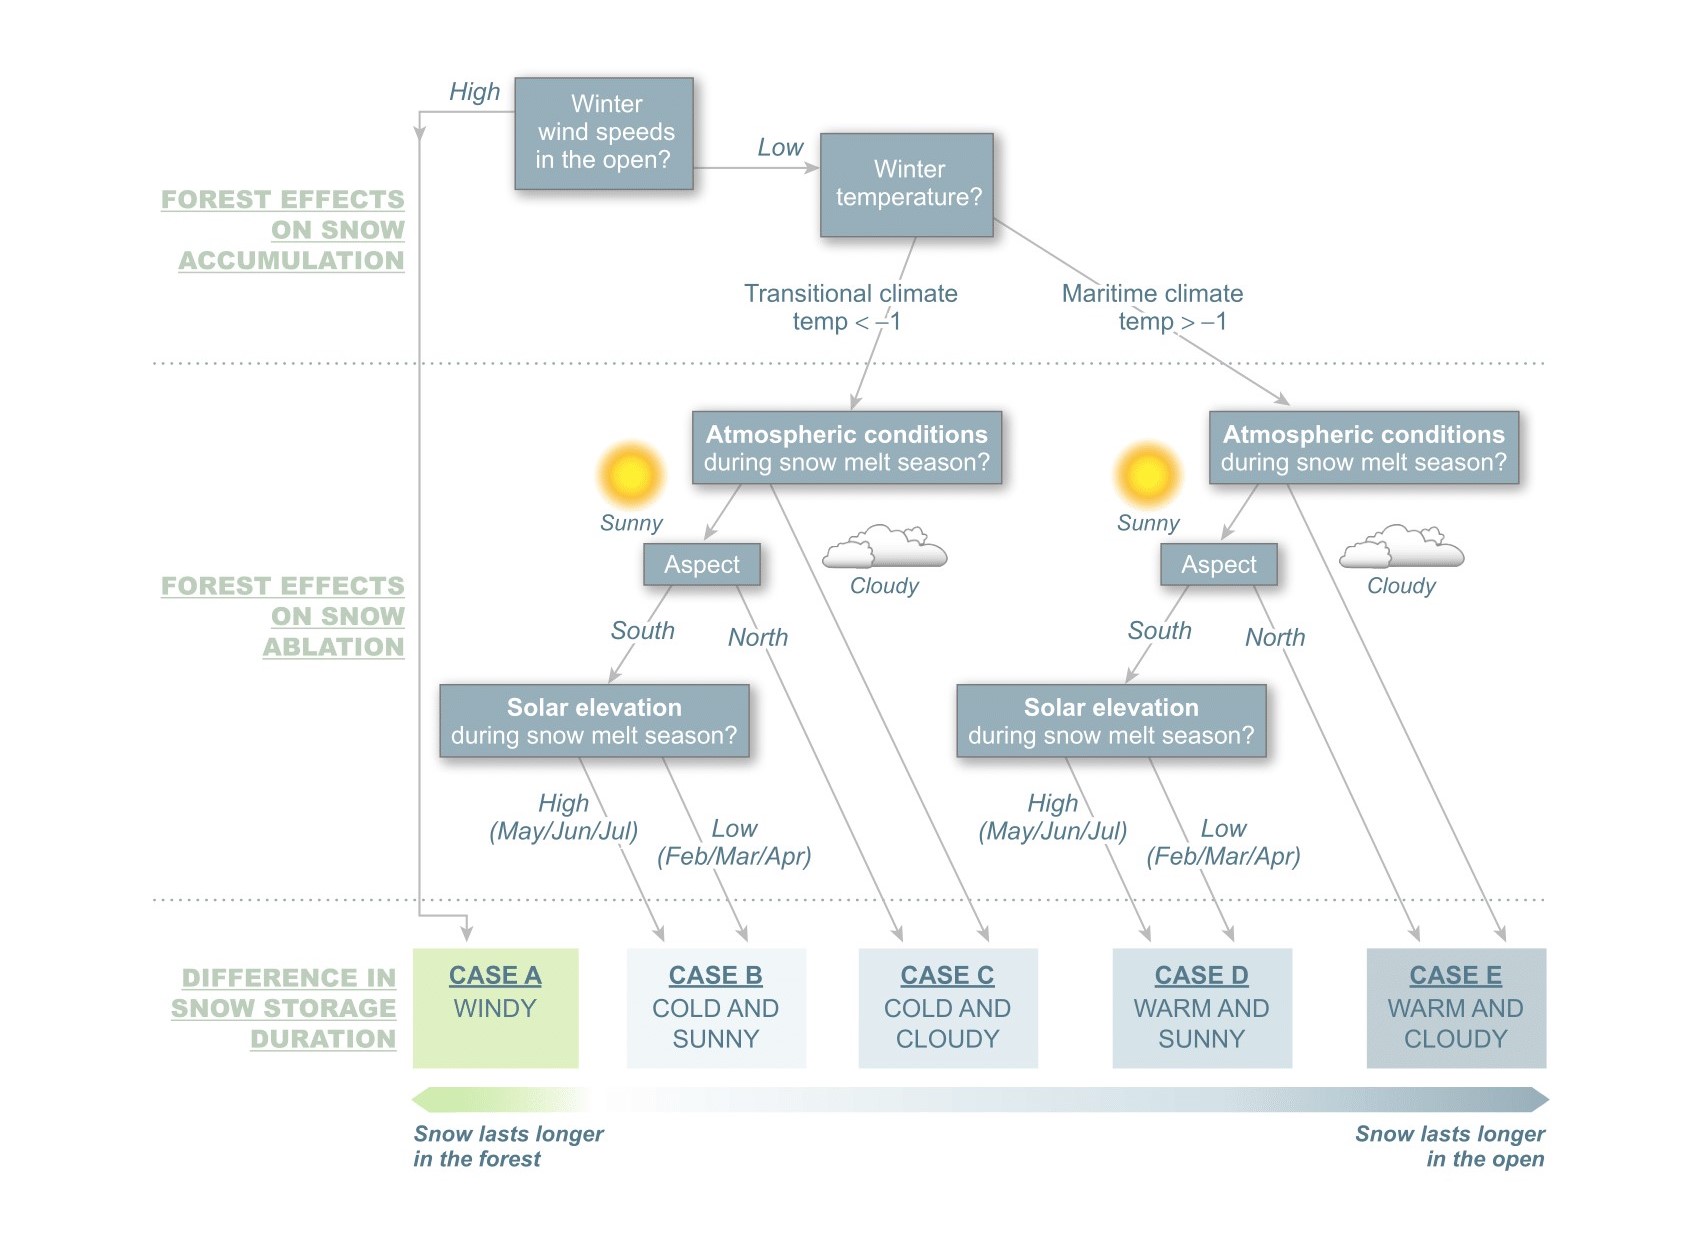 High
Winter
wind speeds
in the open?
Low
Winter
temperature?
FOREST EFFECTS
ON SNOW
ACCUMULATION
Transitional climate
temp < –1
Maritime climate
temp > –1
Atmospheric conditions
during snow melt season?
Atmospheric conditions
during snow melt season?
Sunny
Sunny
Aspect
Cloudy
Aspect
Cloudy
FOREST EFFECTS
ON SNOW
ABLATION
South
North
South
North
Solar elevation
during snow melt season?
Solar elevation
during snow melt season?
High
(May/Jun/Jul)
Low
(Feb/Mar/Apr)
High
(May/Jun/Jul)
Low
(Feb/Mar/Apr)
DIFFERENCE IN
SNOW STORAGE
DURATION
CASE A
WINDY
CASE B
COLD AND
SUNNY
CASE C
COLD AND
CLOUDY
CASE D
WARM AND
SUNNY
CASE E
WARM AND
CLOUDY
Snow lasts longer
in the forest
Snow lasts longer
in the open